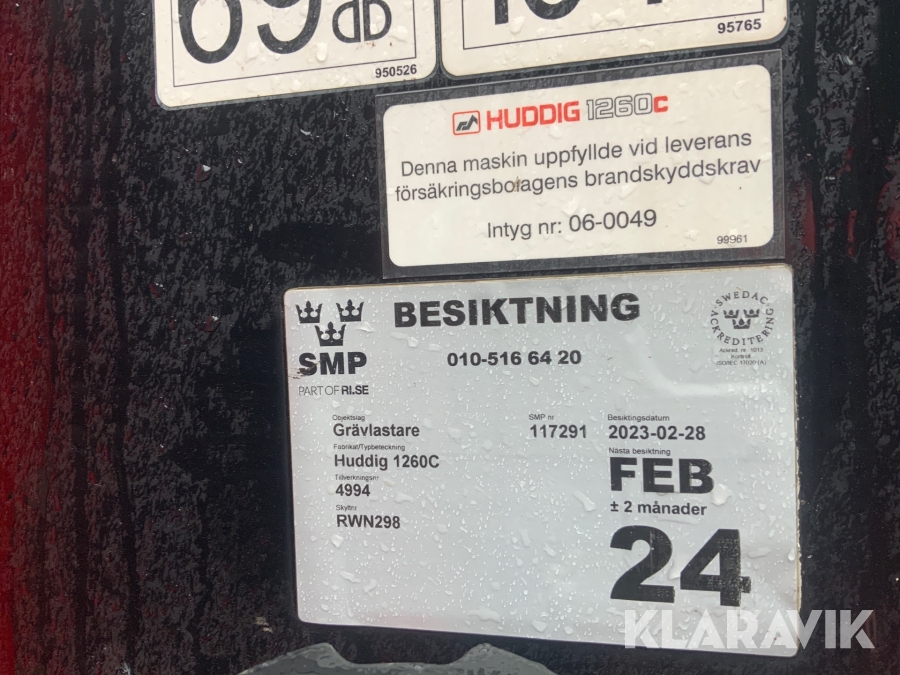 69 dB
950526
95765
HUDDIG 1260C
Denna maskin uppfyllde vid leverans
försäkringsbolagens brandskyddskrav
Intyg nr: 06-0049
99961
BESIKTNING
SMP
PART OF RI.SE
010-516 64 20
SWEDAC
ACKREDITERING
Objektslag
Grävlastare
SMP nr
117291
Besiktingsdatum
2023-02-28
Fabrikat/Typbeteckning
Huddig 1260C
Nästa besiktning
FEB
Tillverkningsnr
4994
± 2 månader
Skyltnr
RWN298
24
KLARAVIK